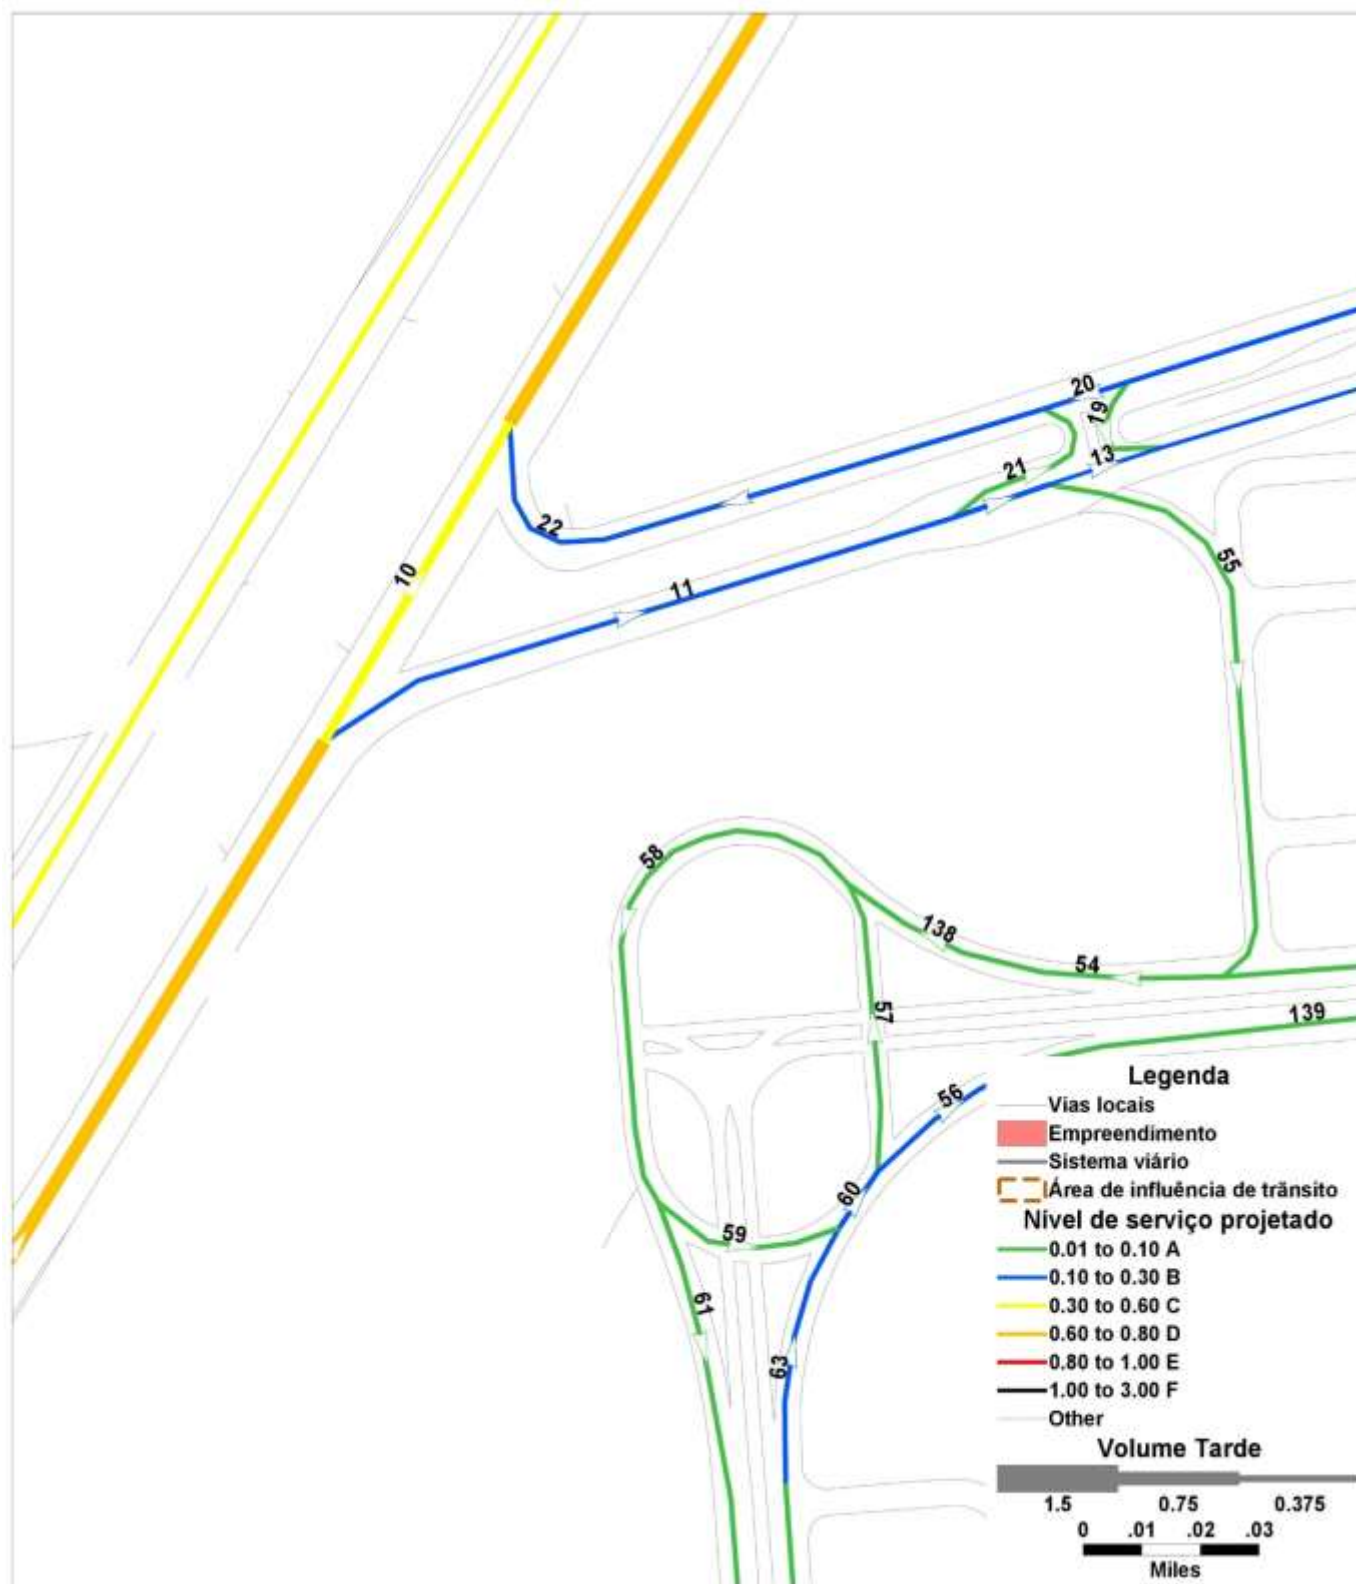 20
19
13
21
22
55
10
11
58
138
54
57
139
56
60
59
61
63
Legenda
Vias locais
Empreendimento
Sistema viário
Área de influência de trânsito
Nivel de serviço projetado
0.01 to 0.10 A
0.10 to 0.30 B
0.30 to 0.60 C
0.60 to 0.80 D
0.80 to 1.00 E
1.00 to 3.00 F
Other
Volume Tarde
1.5 0.75 0.375
0 .01 .02 .03
Miles